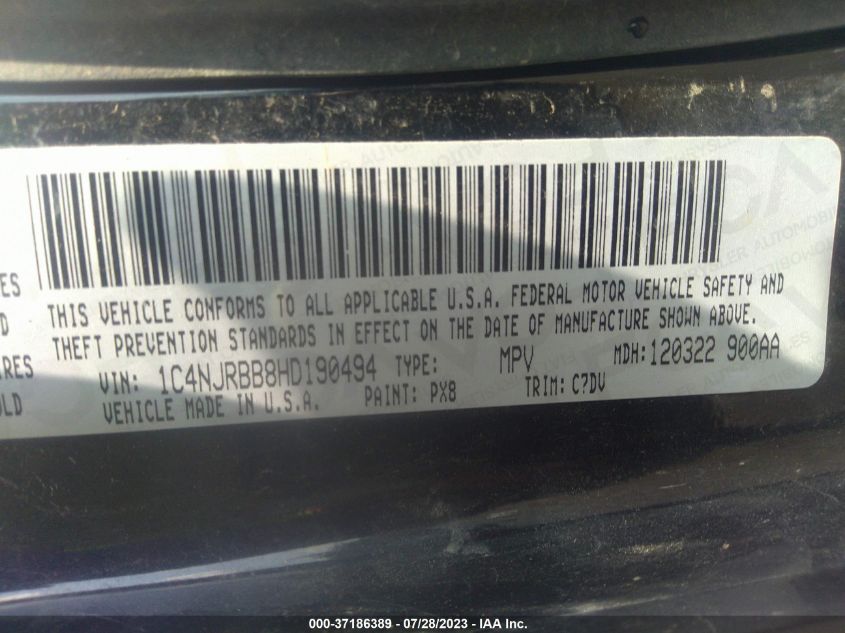 THIS VEHICLE CONFORMS TO ALL APPLICABLE U.S.A. FEDERAL MOTOR VEHICLE SAFETY AND
THEFT PREVENTION STANDARDS IN EFFECT ON THE DATE OF MANUFACTURE SHOWN ABOVE.
VIN: 1C4NJRBB8HD190494 TYPE: MPV MDH:120322 900AA
VEHICLE MADE IN U.S.A. PAINT: PX8 TRIM: C7DV
ES
D
IRES
OLD
000-37186389 - 07/28/2023 - IAA Inc.